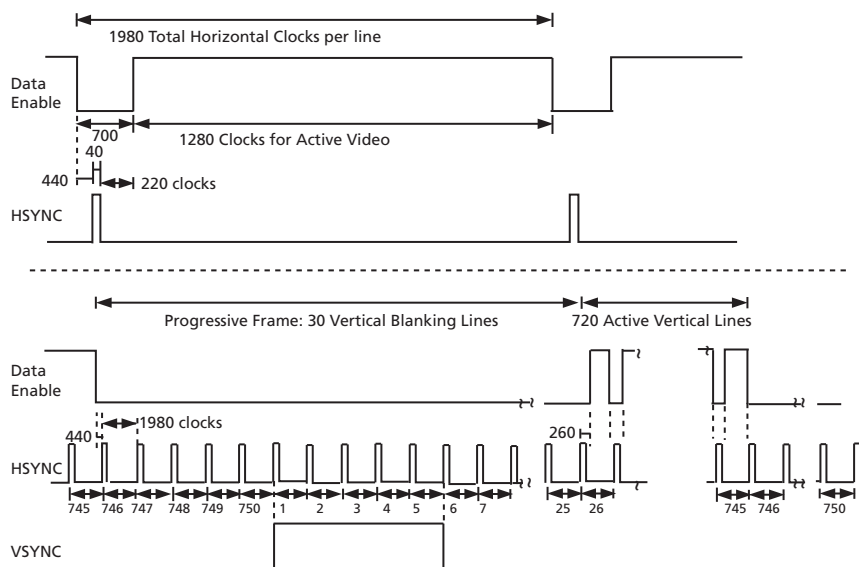 1980 Total Horizontal Clocks per line
Data
Enable
700
1280 Clocks for Active Video
40
440
220 clocks
HSYNC
Progressive Frame: 30 Vertical Blanking Lines
720 Active Vertical Lines
Data
Enable
1980 clocks
440
260
HSYNC
745 746 747 748 749 750 1 2 3 4 5 6 7 25 26 745 746 750
VSYNC